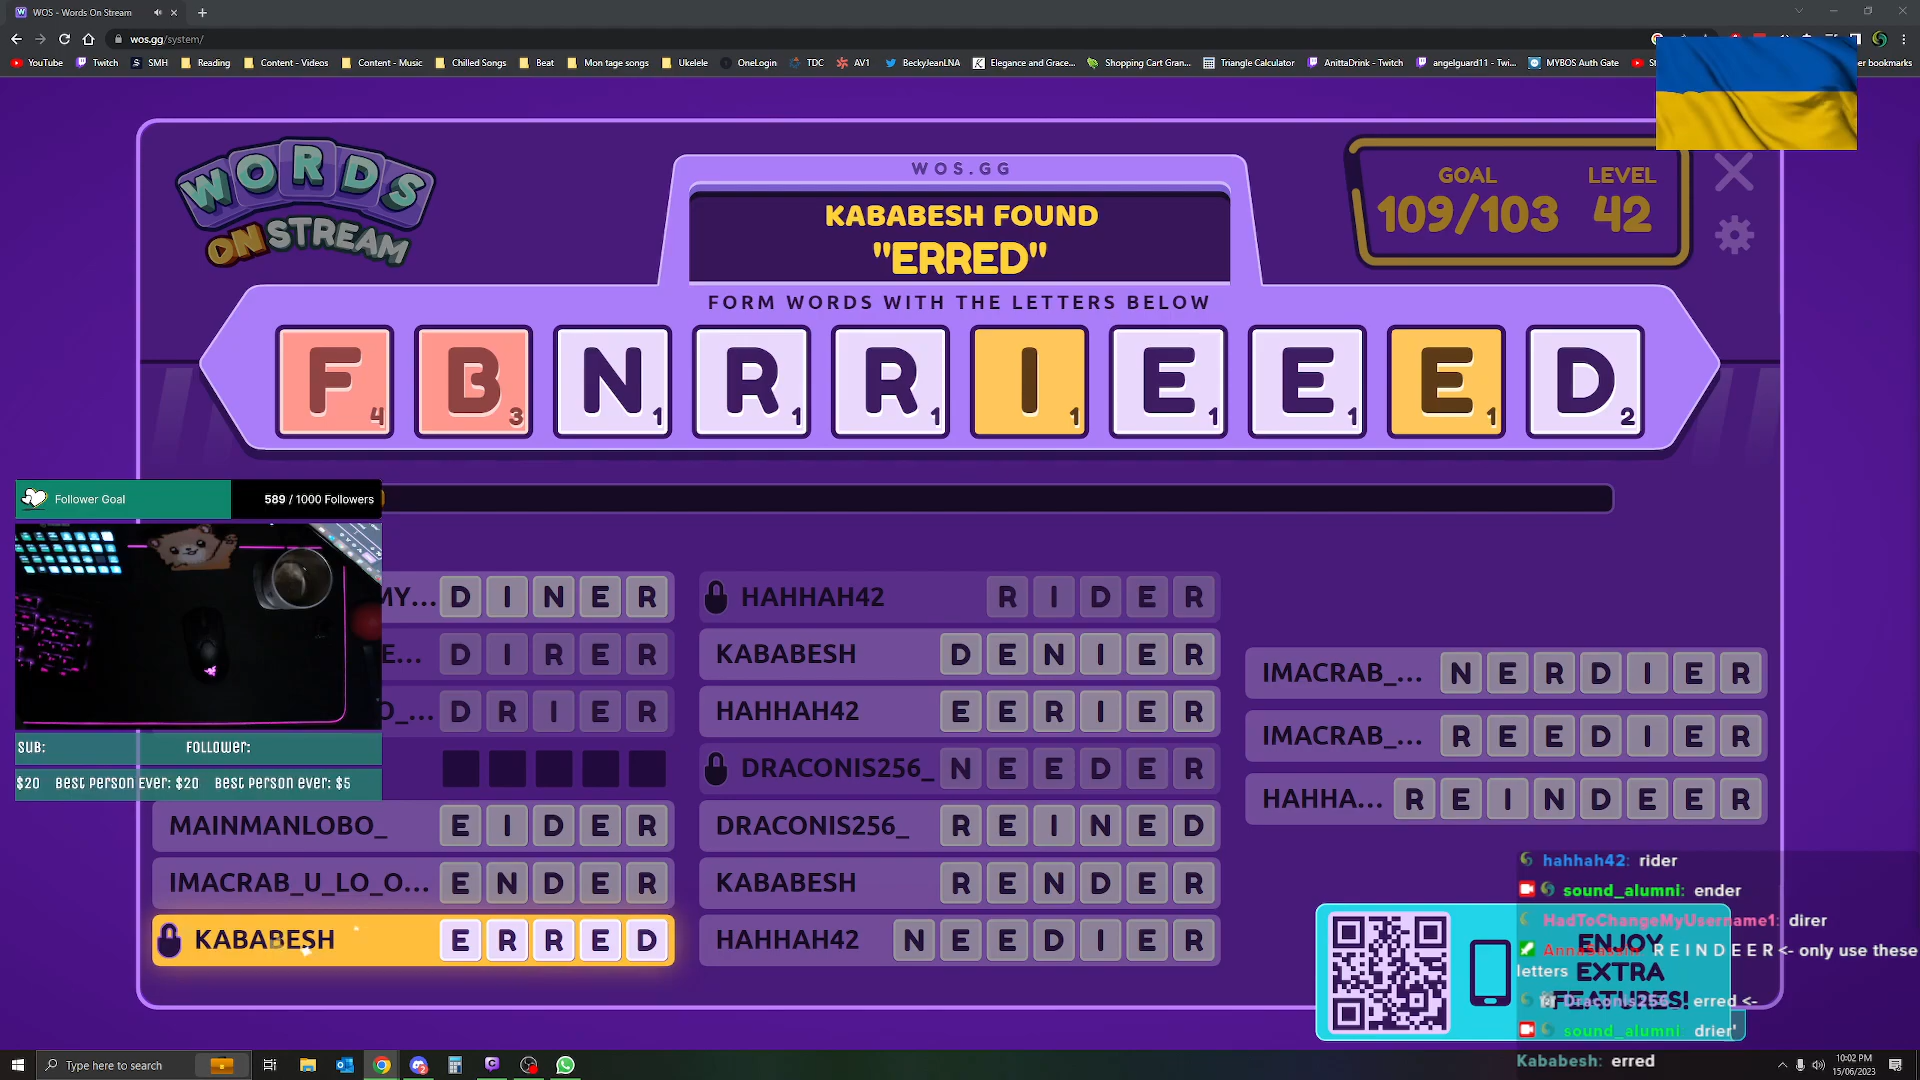 WOS - Words On Stream
wos.gg/system/
YouTube Twitch SMH Reading Content - Videos Content - Music Chilled Songs Beat Mon tage songs Ukelele OneLogin TDC AV1 BeckyJeanLNA Elegance and Grace... Shopping Cart Gran... Triangle Calculator AnittaDrink - Twitch angelguard11 - Twi... MYBOS Auth Gate
WORDS
ON STREAM
WOS.GG
KABABESH FOUND
"ERRED"
GOAL LEVEL
109/103 42
FORM WORDS WITH THE LETTERS BELOW
F 4 B 3 N 1 R 1 R 1 I 1 E 1 E 1 E 1 D 2
Follower Goal 589 / 1000 Followers
MY... DINER
E... DIRER
O_... DRIER
SUB: FOLLOWER:
$20 BEST PERSON EVER: $20 BEST PERSON EVER: $5
MAINMANLOBO_ EIDER
IMACRAB_U_LO_O... ENDER
KABABESH ERRED
HAHHAH42 RIDER
KABABESH DENIER
HAHHAH42 EERIER
DRACONIS256_ NEEDER
DRACONIS256_ REINED
KABABESH RENDER
HAHHAH42 NEEDIER
IMACRAB_... NERDIER
IMACRAB_... REEDIER
HAHHA... REINDEER
ENJOY
EXTRA
FEATURES!
hahhah42: rider
sound_alumni: ender
HadToChangeMyUsername1: direr
R E I N D E E R <- only use these
letters
Draconis256_: erred <-
sound_alumni: drier'
Kababesh: erred
Type here to search
10:02 PM
15/06/2023